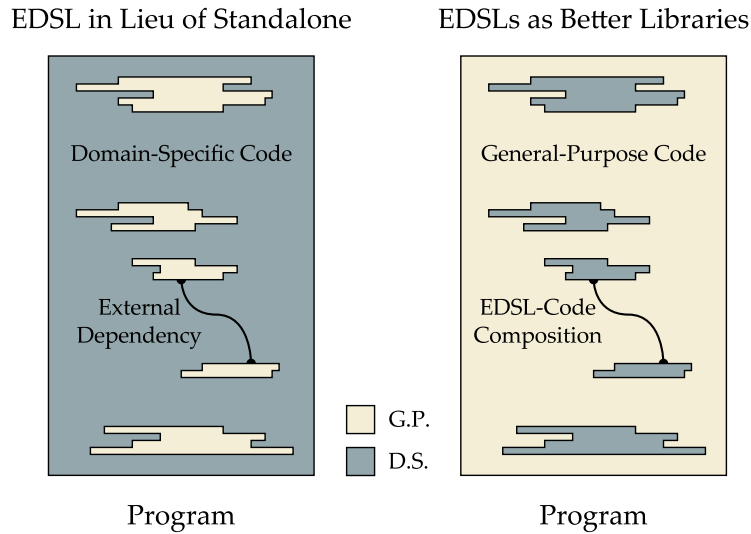 EDSL in Lieu of Standalone
EDSLs as Better Libraries
Domain-Specific Code
General-Purpose Code
External
Dependency
EDSL-Code
Composition
G.P.
D.S.
Program
Program